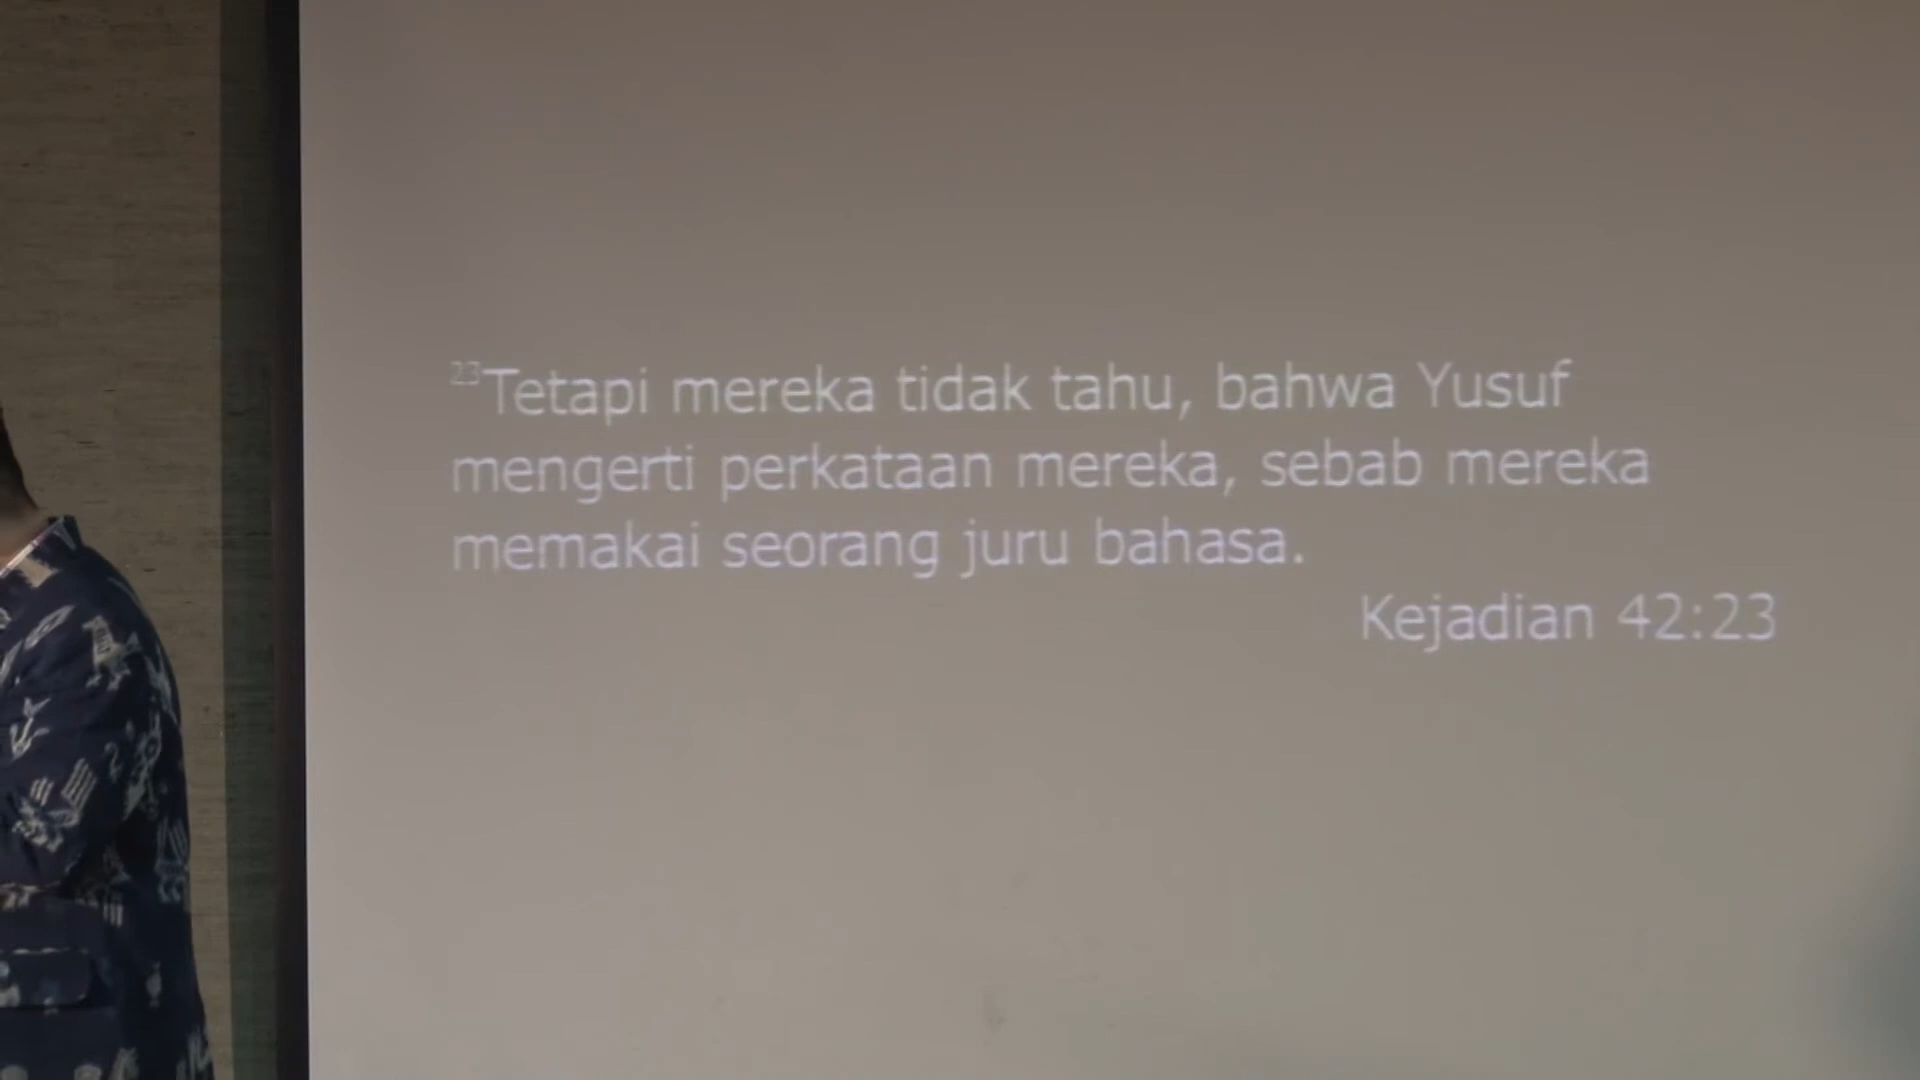 23Tetapi mereka tidak tahu, bahwa Yusuf
mengerti perkataan mereka, sebab mereka
memakai seorang juru bahasa.
Kejadian 42:23